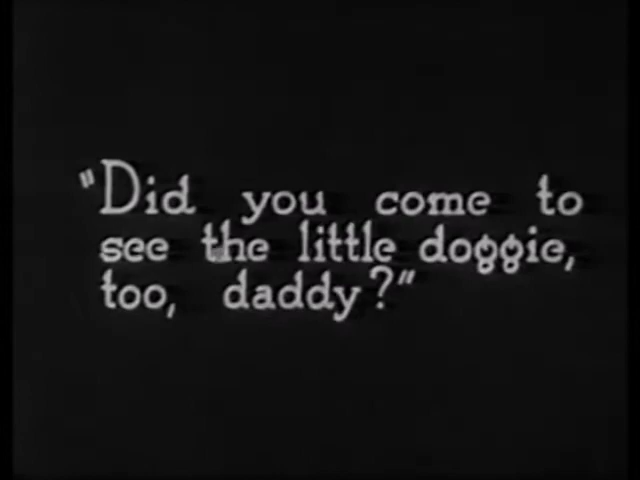 "Did you come to
see the little doggie,
too, daddy?"